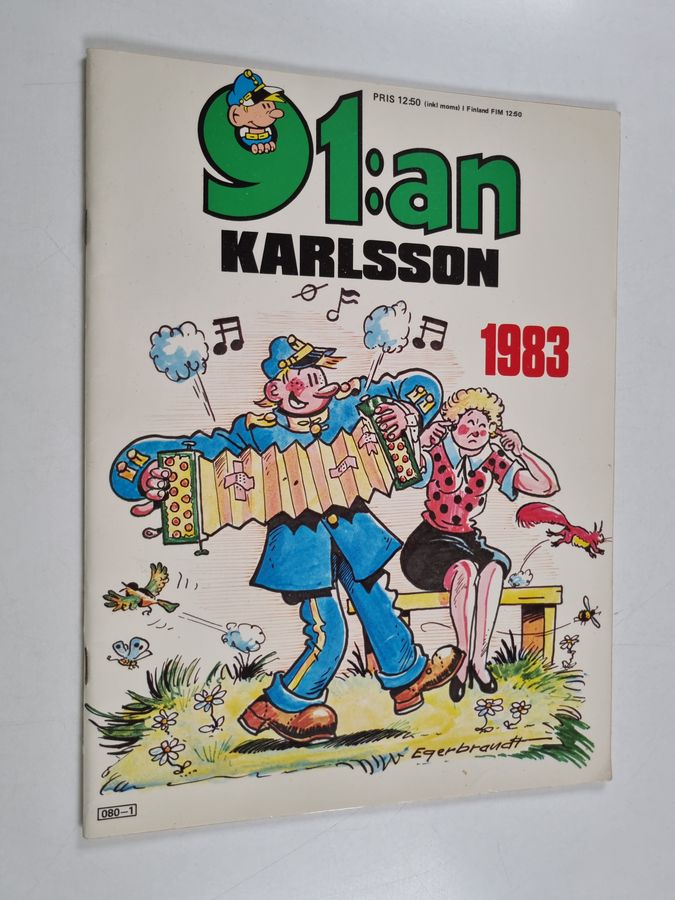 PRIS 12:50 (inkl moms) I Finland FIM 12:50
91:an
KARLSSON
1983
Egerbrandt
080-1